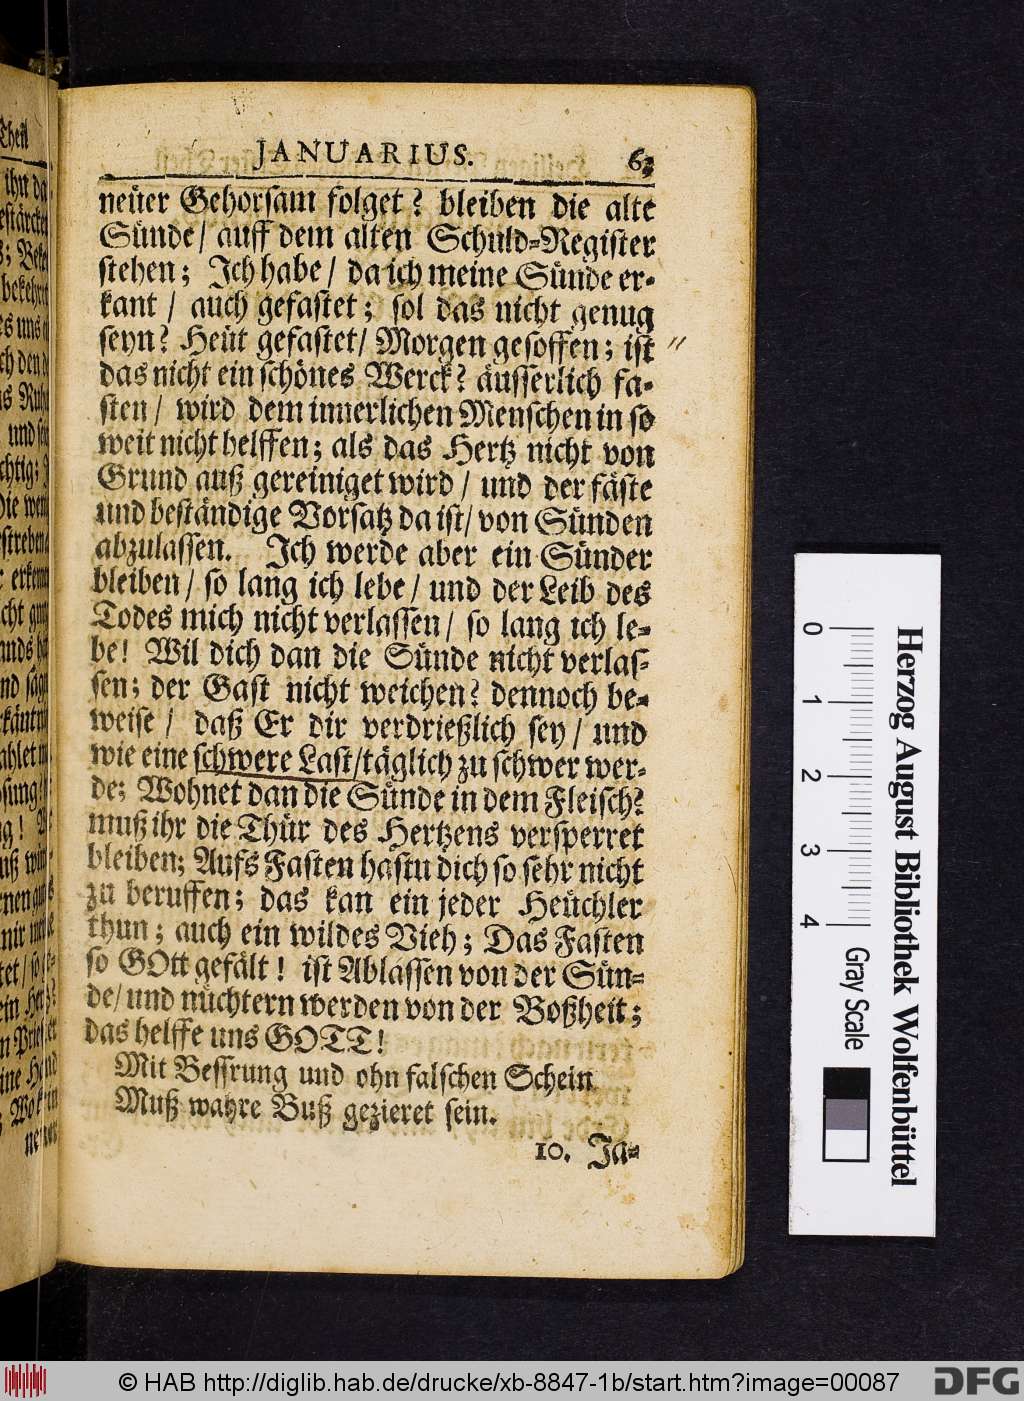 JANUARIUS. 63
neüer Gehorsam folget? bleiben die alte
Sünde/ auff dem alten Schuld-Register
stehen; Ich habe/ da ich meine Sünde er-
kant / auch gefastet; sol das nicht genug
seyn? Heüt gefastet/ Morgen gesoffen; ist
das nicht ein schönes Werck? äusserlich fa-
sten/ wird dem innerlichen Menschen in so
weit nicht helffen; als das Hertz nicht von
Grund auß gereiniget wird / und der fäste
und beständige Vorsatz da ist/ von Sünden
abzulassen. Ich werde aber ein Sünder
bleiben/ so lang ich lebe/ und der Leib des
Todes mich nicht verlassen/ so lang ich le-
be! Wil dich dan die Sünde nicht verlas-
sen; der Gast nicht weichen? dennoch be-
weise / daß Er dir verdrießlich sey/ und
wie eine schwere Last/täglich zu schwer wer-
de; Wohnet dan die Sünde in dem Fleisch?
muß ihr die Thür des Hertzens versperret
bleiben; Aufs Fasten hastu dich so sehr nicht
zu beruffen; das kan ein jeder Heüchler
thun; auch ein wildes Vieh; Das Fasten
so GOtt gefält! ist Ablassen von der Sün-
de/ und nüchtern werden von der Boßheit;
das helffe uns GOTT!
Mit Bessrung und ohn falschen Schein
Muß wahre Buß gezieret sein.
10. Ja-
Theil
ihn da
bekehrt
es uns
und
Die
erken
cht
0 1 2 3 4
Gray Scale
Herzog August Bibliothek Wolfenbüttel
© HAB http://diglib.hab.de/drucke/xb-8847-1b/start.htm?image=00087
DFG